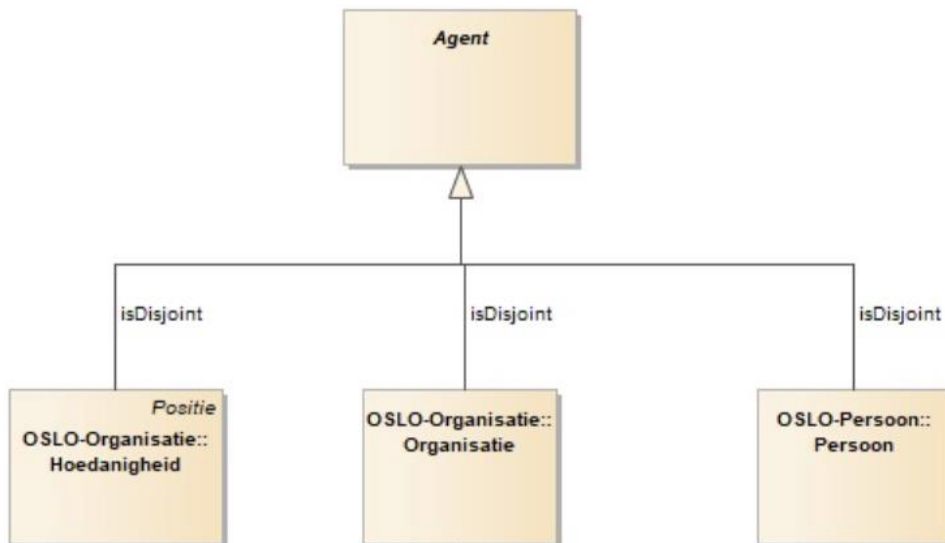 Agent
isDisjoint
isDisjoint
isDisjoint
Positie
OSLO-Organisatie::
Hoedanigheid
OSLO-Organisatie::
Organisatie
OSLO-Persoon::
Persoon